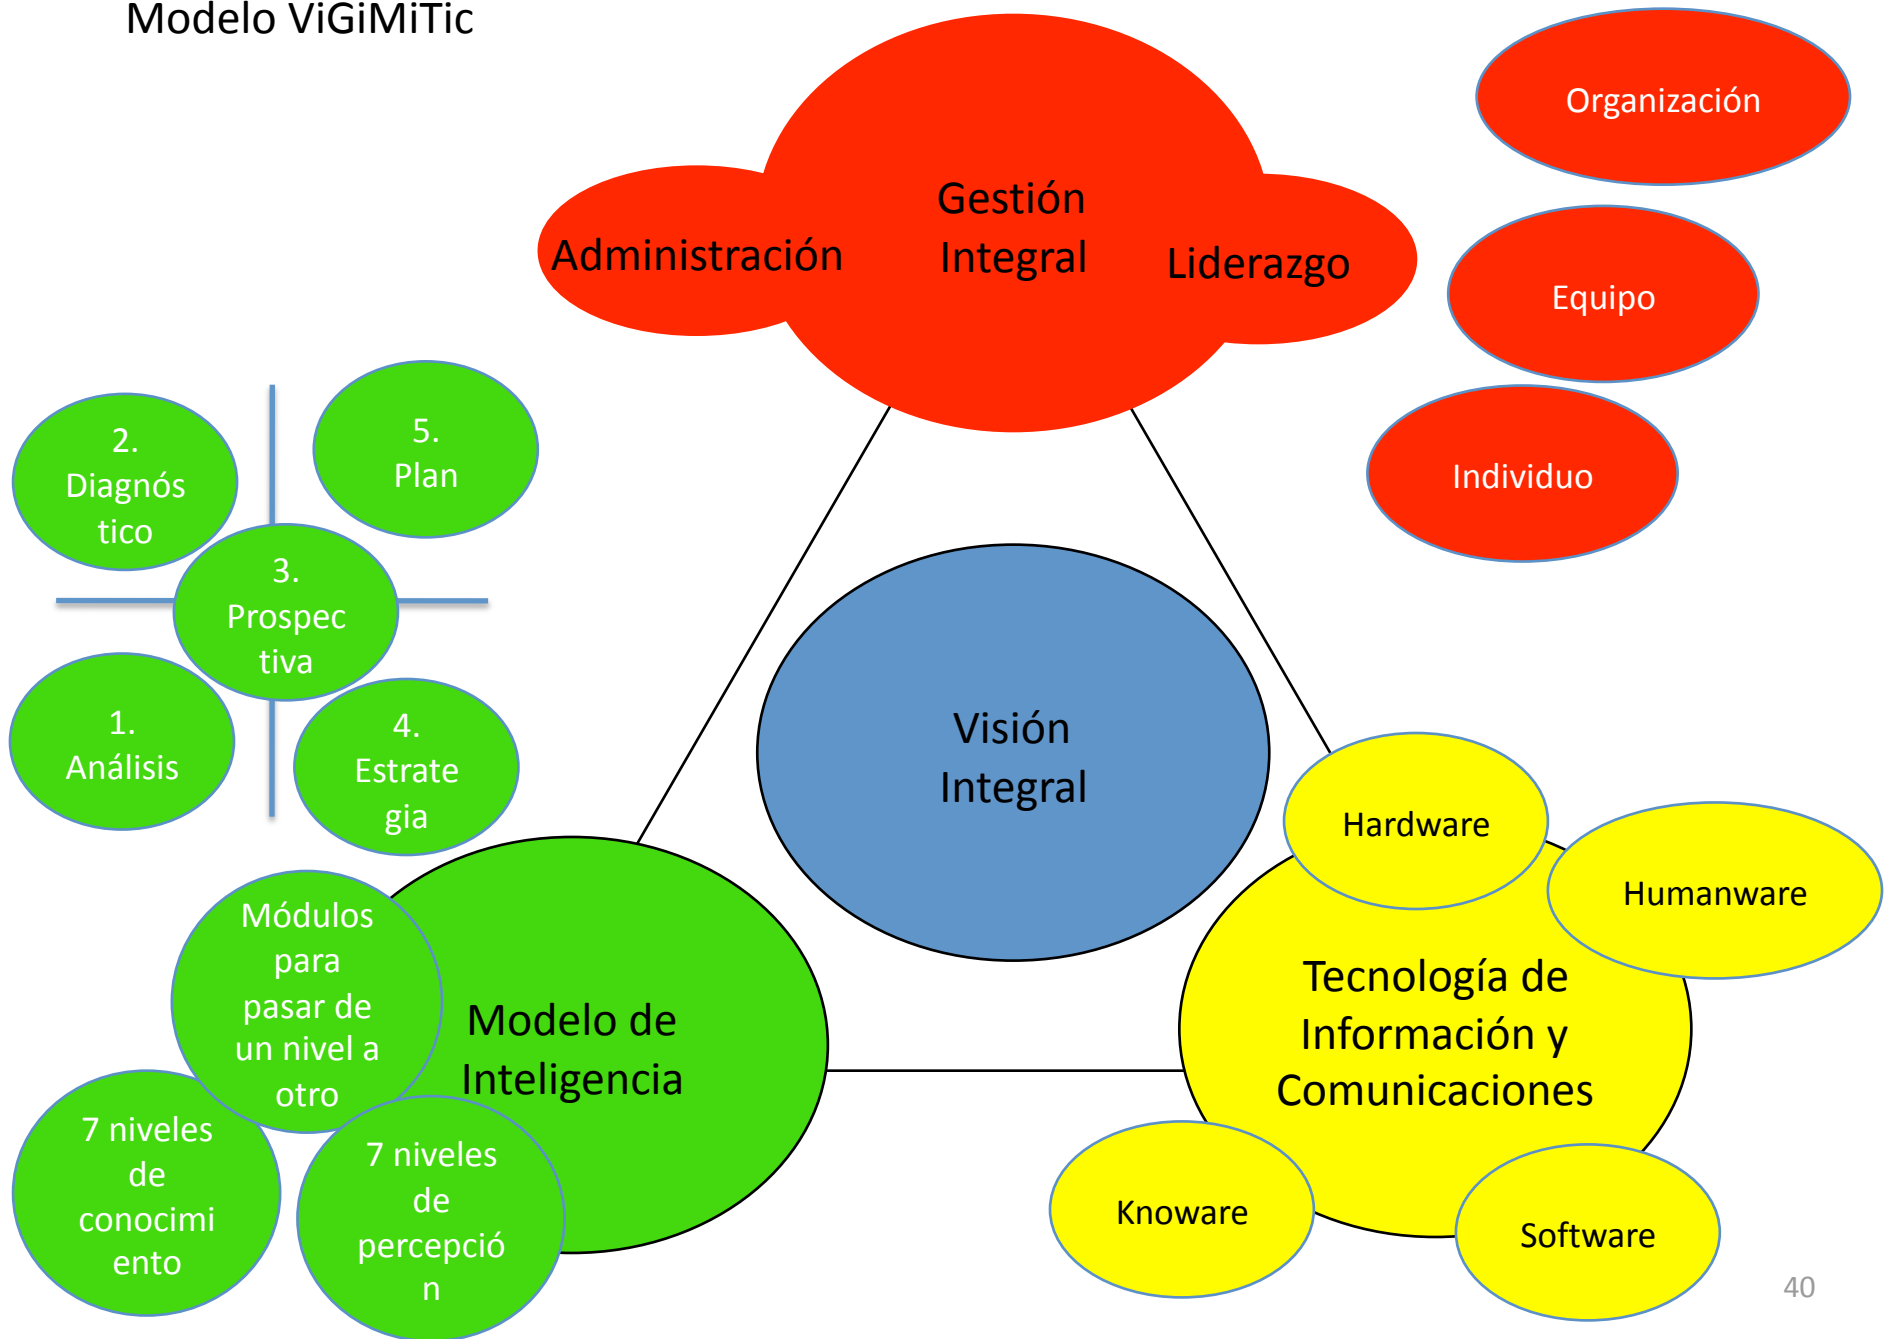 Modelo ViGiMiTic
Organización
Gestión
Integral
Administración
Liderazgo
Equipo
Individuo
2.
Diagnós
tico
5.
Plan
3.
Prospec
tiva
1.
Análisis
4.
Estrate
gia
Visión
Integral
Hardware
Humanware
Módulos
para
pasar de
un nivel a
otro
Modelo de
Inteligencia
Tecnología de
Información y
Comunicaciones
7 niveles
de
conocimi
ento
7 niveles
de
percepció
n
Knoware
Software
40